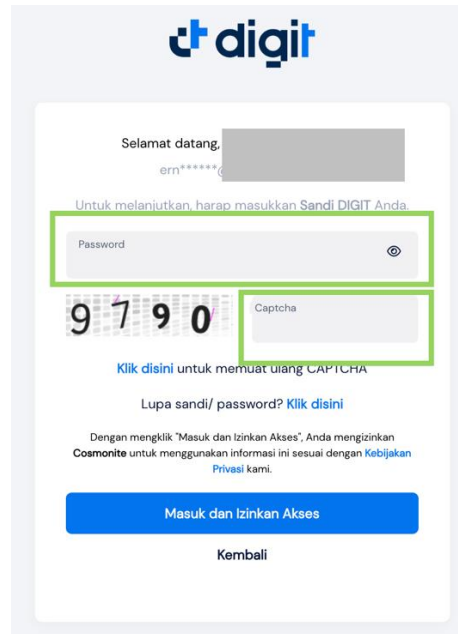 digit
Selamat datang,
ern******@
Untuk melanjutkan, harap masukkan Sandi DIGIT Anda.
Password
9790
Captcha
Klik disini untuk memuat ulang CAPTCHA
Lupa sandi/ password? Klik disini
Dengan mengklik "Masuk dan Izinkan Akses", Anda mengizinkan
Cosmonite untuk menggunakan informasi ini sesuai dengan Kebijakan
Privasi kami.
Masuk dan Izinkan Akses
Kembali